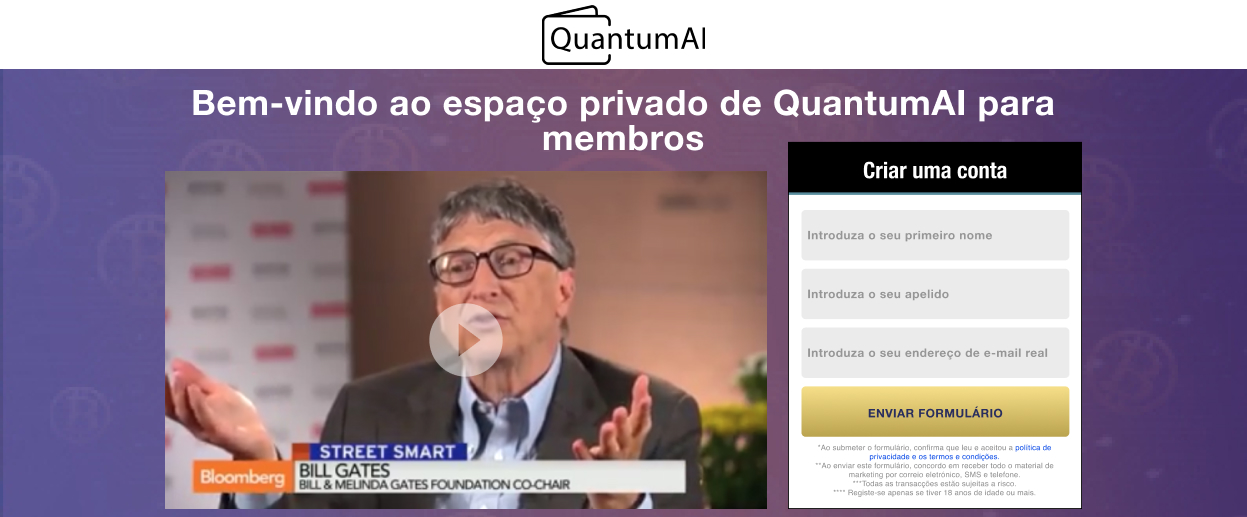 QuantumAI
Bem-vindo ao espaço privado de QuantumAI para
membros
Criar uma conta
Introduza o seu primeiro nome
Introduza o seu apelido
Introduza o seu endereço de e-mail real
ENVIAR FORMULÁRIO
*Ao submeter o formulário, confirma que leu e aceitou a política de
privacidade e os termos e condições.
**Ao enviar este formulário, concordo em receber todo o material de
marketing por correio eletrónico, SMS e telefone.
***Todas as transacções estão sujeitas a risco.
**** Registe-se apenas se tiver 18 anos de idade ou mais.
STREET SMART
Bloomberg
BILL GATES
BILL & MELINDA GATES FOUNDATION CO-CHAIR